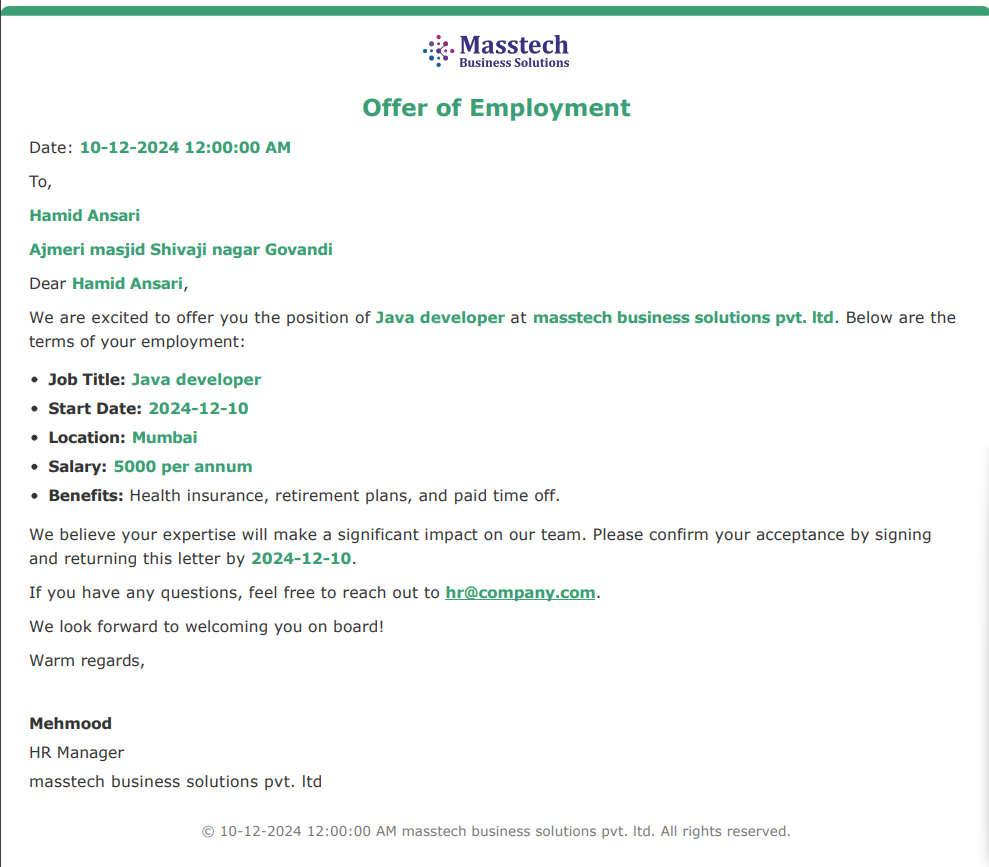 Masstech
Business Solutions
Offer of Employment
Date: 10-12-2024 12:00:00 AM
To,
Hamid Ansari
Ajmeri masjid Shivaji nagar Govandi
Dear Hamid Ansari,
We are excited to offer you the position of Java developer at masstech business solutions pvt. ltd. Below are the
terms of your employment:
• Job Title: Java developer
• Start Date: 2024-12-10
• Location: Mumbai
• Salary: 5000 per annum
• Benefits: Health insurance, retirement plans, and paid time off.
We believe your expertise will make a significant impact on our team. Please confirm your acceptance by signing
and returning this letter by 2024-12-10.
If you have any questions, feel free to reach out to hr@company.com.
We look forward to welcoming you on board!
Warm regards,
Mehmood
HR Manager
masstech business solutions pvt. ltd
© 10-12-2024 12:00:00 AM masstech business solutions pvt. ltd. All rights reserved.